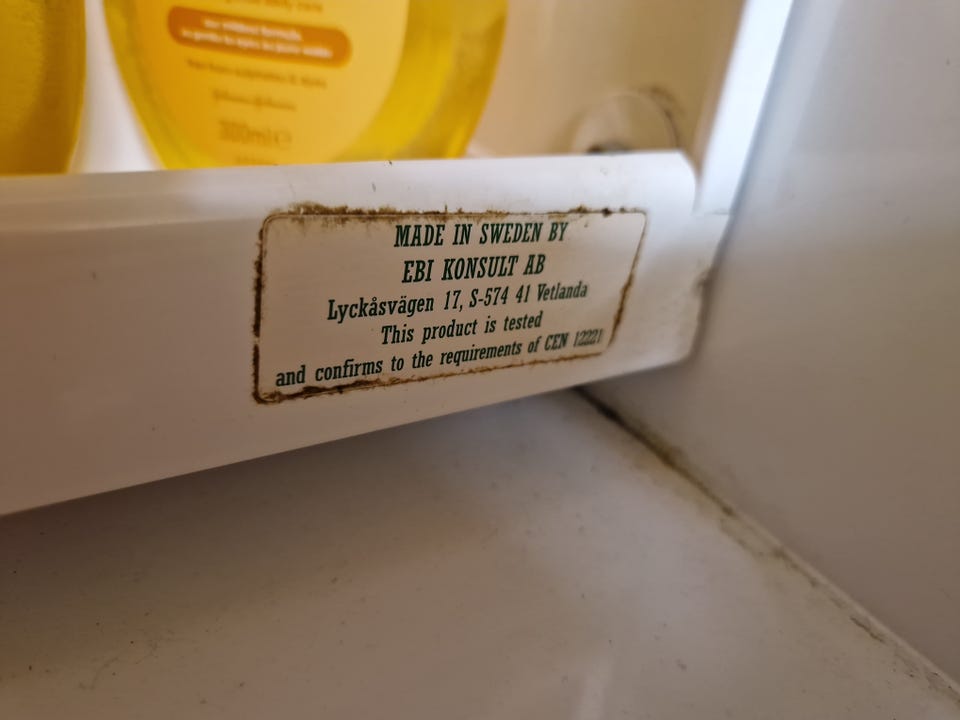 300ml e
MADE IN SWEDEN BY
EBI KONSULT AB
Lyckåsvägen 17, S-574 41 Vetlanda
This product is tested
and confirms to the requirements of CEN 12221